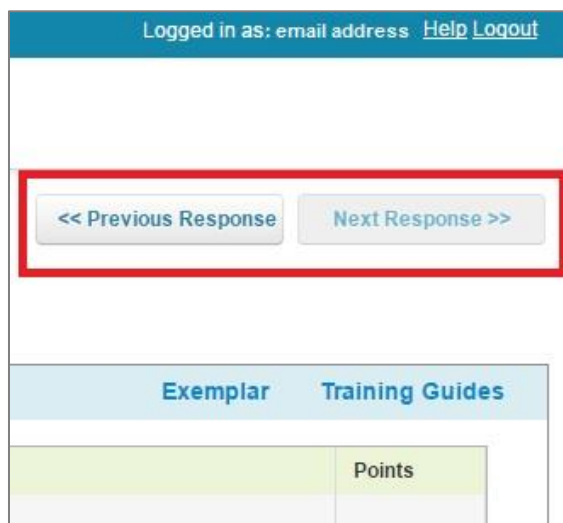 Logged in as: email address Help Logout
<< Previous Response Next Response >>
Exemplar Training Guides
Points